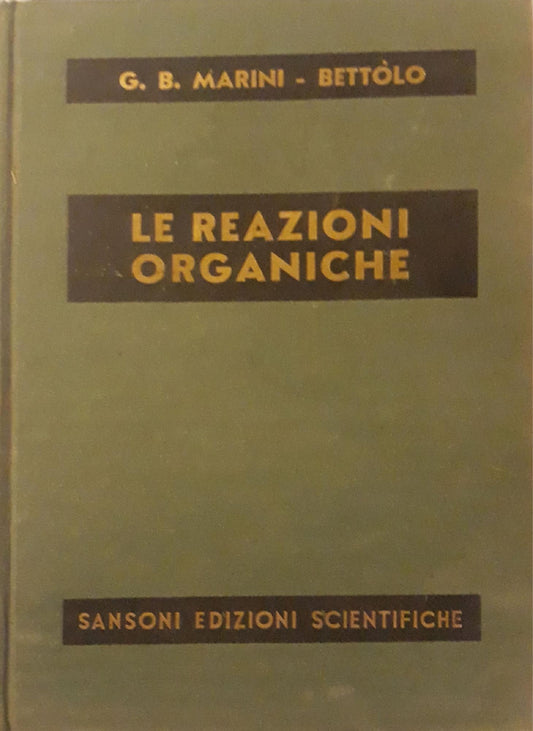 G. B. MARINI - BETTÒLO
LE REAZIONI
ORGANICHE
SANSONI EDIZIONI SCIENTIFICHE